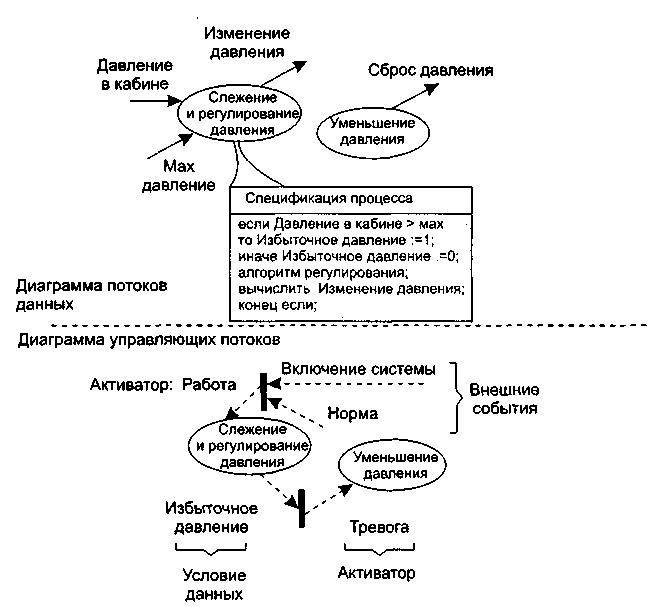 Изменение
давления
Давление
в кабине
Сброс давления
Слежение
и регулирование
давления
Уменьшение
давления
Мах
давление
Спецификация процесса
если Давление в кабине > мах
то Избыточное давление :=1;
иначе Избыточное давление :=0;
алгоритм регулирования;
вычислить Изменение давления;
конец если;
Диаграмма потоков
данных
Диаграмма управляющих потоков
Включение системы
Активатор: Работа
Внешние
события
Норма
Слежение
и регулирование
давления
Уменьшение
давления
Избыточное
давление
Тревога
Условие
данных
Активатор